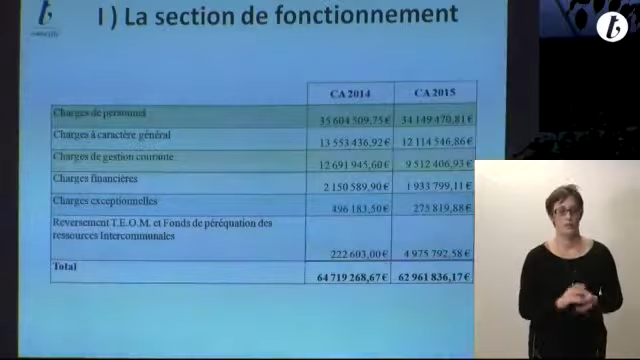 I ) La section de fonctionnement
CA 2014 CA 2015
Charges de personnel 35 604 509,75€ 34 149 470,81€
Charges à caractère général 13 553 436,92€ 12 114 546,86€
Charges de gestion courante 12 691 945,60€ 9 512 406,93€
Charges financières 2 150 589,90€ 1 933 799,11€
Charges exceptionnelles 496 183,50€ 275 819,88€
Reversement T.E.O.M. et Fonds de péréquation des
ressources Intercommunales 222 603,00€ 4 975 792,58€
Total 64 719 268,67€ 62 961 836,17€